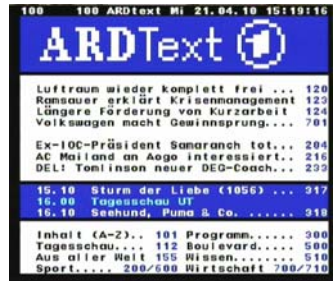 100 100 ARDtext Mi 21.04.10 15:19:16
ARDText 1
Luftraum wieder komplett frei ... 120
Ramsauer erklärt Krisenmanagement 123
Längere Förderung von Kurzarbeit 124
Volkswagen macht Gewinnsprung.... 701
Ex-IOC-Präsident Samaranch tot... 204
AC Mailand an Aogo interessiert.. 216
DEL: Tomlinson neuer DEG-Coach... 233
15.10 Sturm der Liebe (1056) ... 317
16.00 Tagesschau UT
16.10 Seehund, Puma & Co. ...... 318
Inhalt (A-Z).. 101 Programm..... 300
Tagesschau.... 112 Boulevard.... 500
Aus aller Welt 155 Wissen....... 510
Sport..... 200/600 Wirtschaft 700/710